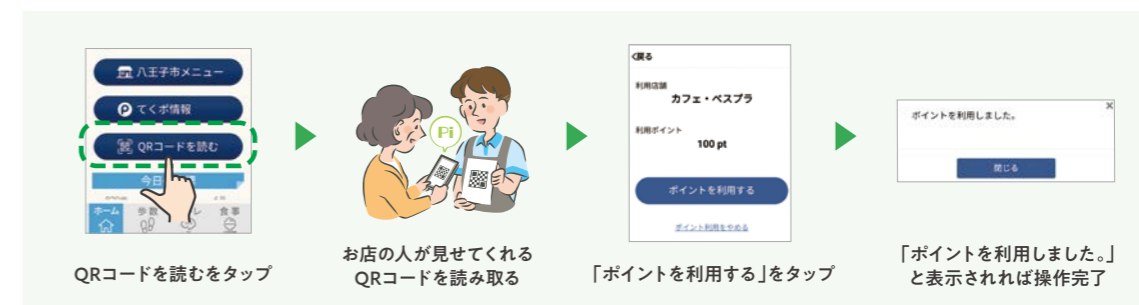 八王子市メニュー
てくポ情報
QRコードを読む
今日
ホーム 歩数 食事
QRコードを読むをタップ
Pi
お店の人が見せてくれる
QRコードを読み取る
く戻る
利用店舗
カフェ・ベスプラ
利用ポイント
100 pt
ポイントを利用する
ポイント利用をやめる
「ポイントを利用する」をタップ
×
ポイントを利用しました。
閉じる
「ポイントを利用しました。」
と表示されれば操作完了